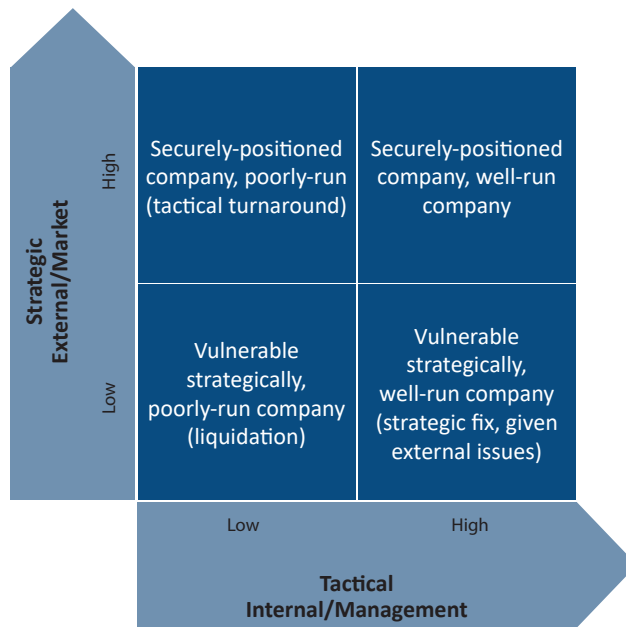 Strategic
External/Market
High
Low
Securely-positioned
company, poorly-run
(tactical turnaround)
Securely-positioned
company, well-run
company
Vulnerable
strategically,
poorly-run company
(liquidation)
Vulnerable
strategically,
well-run company
(strategic fix, given
external issues)
Low
High
Tactical
Internal/Management